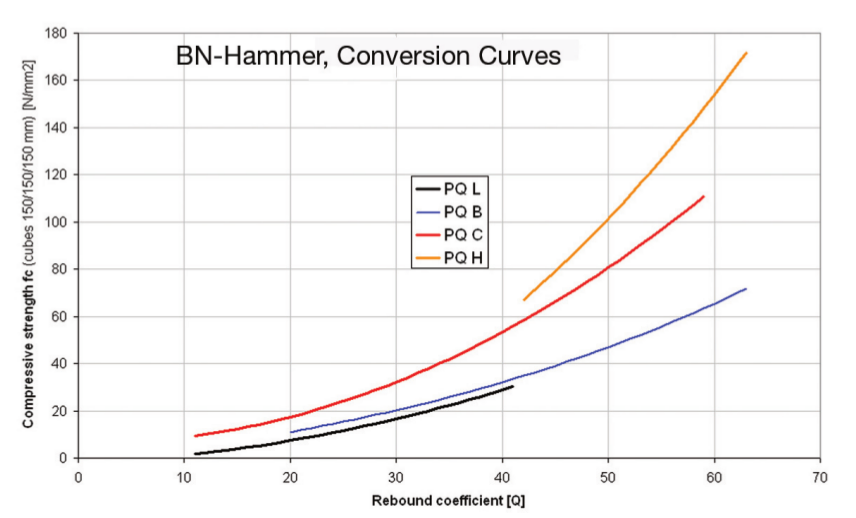 BN-Hammer, Conversion Curves
Compressive strength fc (cubes 150/150/150 mm) [N/mm2]
180
160
140
120
100
80
60
40
20
0
PQ L
PQ B
PQ C
PQ H
0 10 20 30 40 50 60 70
Rebound coefficient [Q]